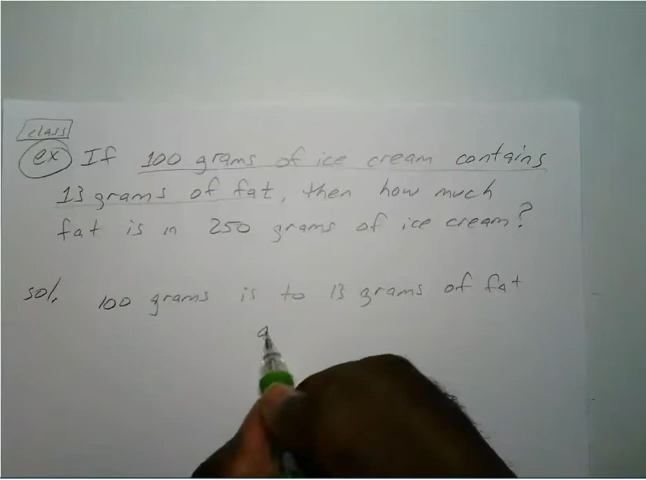 class
ex If 100 grams of ice cream contains
13 grams of fat, then how much
fat is in 250 grams of ice cream?
sol. 100 grams is to 13 grams of fat
a